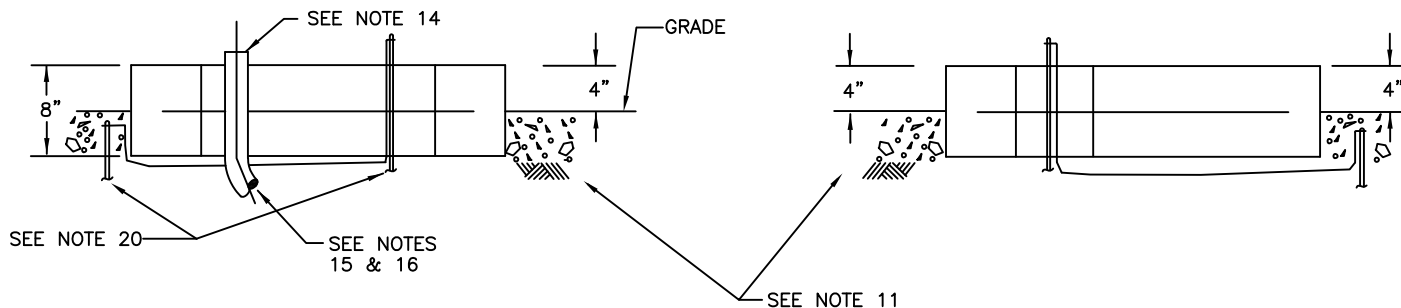 SEE NOTE 14
GRADE
8"
4"
4"
4"
SEE NOTE 20
SEE NOTES
15 & 16
SEE NOTE 11